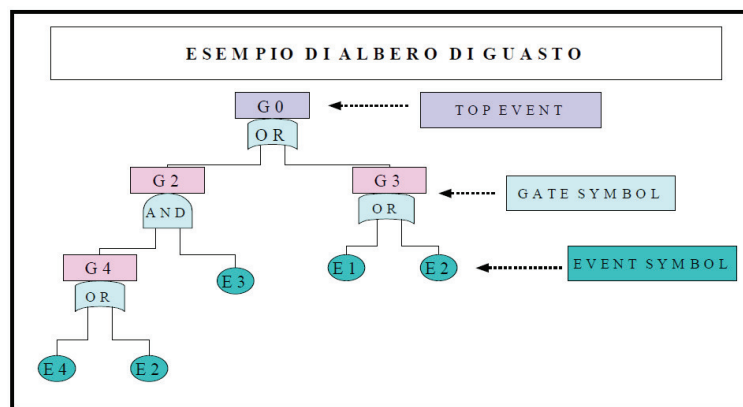 ESEMPIO DI ALBERO DI GUASTO
G0
TOP EVENT
OR
G2
G3
GATE SYMBOL
AND
OR
G4
E3
E1
E2
EVENT SYMBOL
OR
E4
E2